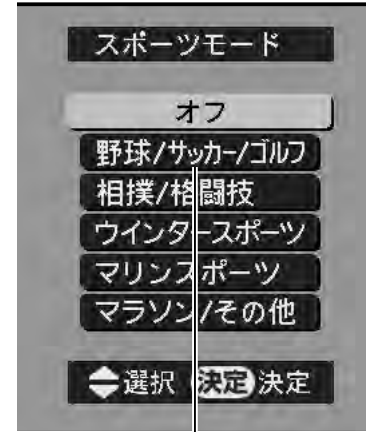 スポーツモード
オフ
野球/サッカー/ゴルフ
相撲/格闘技
ウインタースポーツ
マリンスポーツ
マラソン/その他
選択 決定 決定